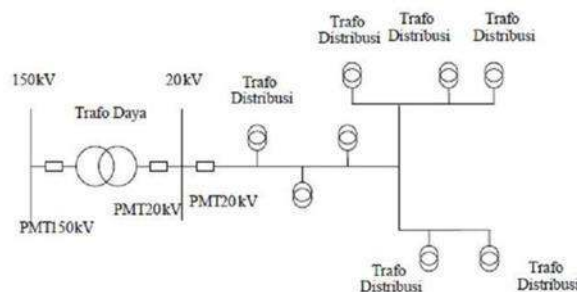 Trafo
Distribusi
Trafo
Distribusi
Trafo
Distribusi
150kV
20kV
Trafo
Distribusi
Trafo Daya
PMT150kV
PMT20kV
PMT20kV
Trafo
Distribusi
Trafo
Distribusi